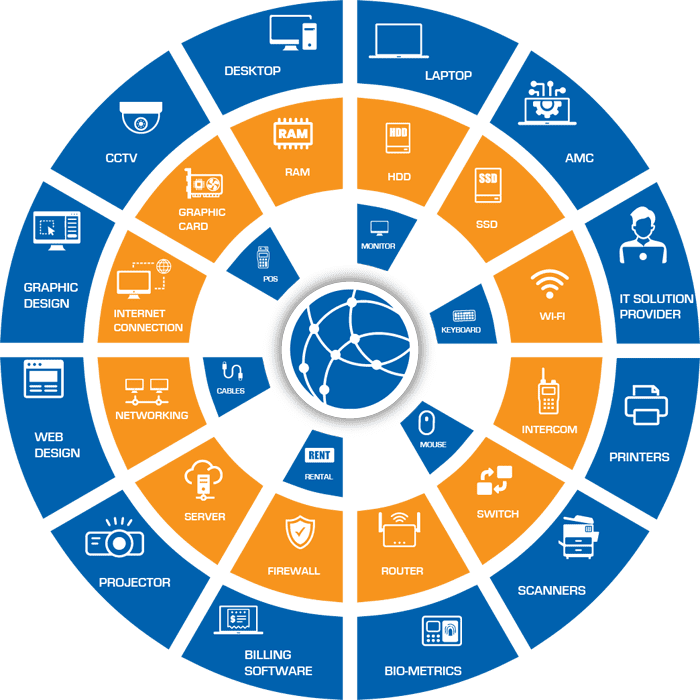 DESKTOP
LAPTOP
AMC
IT SOLUTION
PROVIDER
PRINTERS
SCANNERS
BIO-METRICS
BILLING
SOFTWARE
PROJECTOR
WEB
DESIGN
GRAPHIC
DESIGN
CCTV
RAM
RAM
HDD
HDD
SSD
SSD
WI-FI
INTERCOM
SWITCH
ROUTER
FIREWALL
SERVER
NETWORKING
INTERNET
CONNECTION
GRAPHIC
CARD
MONITOR
KEYBOARD
MOUSE
RENT
RENTAL
CABLES
POS